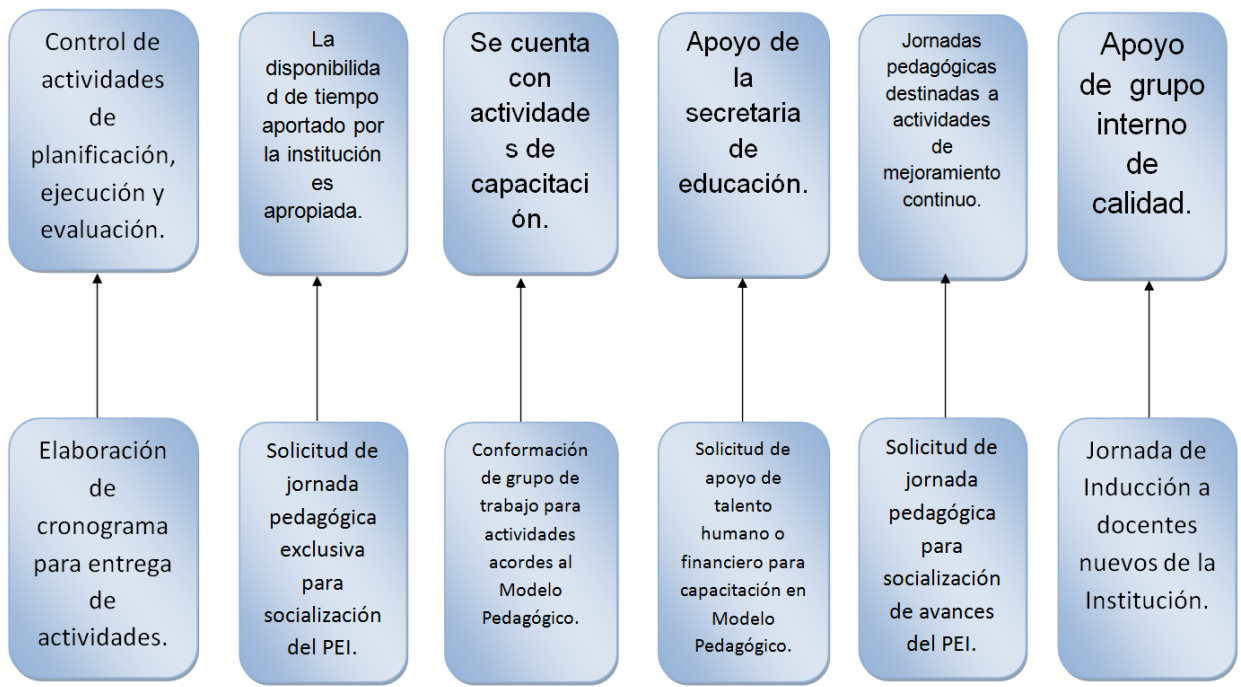 Control de
actividades
de
planificación,
ejecución y
evaluación.
La
disponibilida
d de tiempo
aportado por
la institución
es
apropiada.
Se cuenta
con
actividade
s de
capacitaci
ón.
Apoyo de
la
secretaria
de
educación.
Jornadas
pedagógicas
destinadas a
actividades
de
mejoramiento
continuo.
Apoyo
de grupo
interno
de
calidad.
Elaboración
de
cronograma
para entrega
de
actividades.
Solicitud de
jornada
pedagógica
exclusiva
para
socialización
del PEI.
Conformación
de grupo de
trabajo para
actividades
acordes al
Modelo
Pedagógico.
Solicitud de
apoyo de
talento
humano o
financiero para
capacitación en
Modelo
Pedagógico.
Solicitud de
jornada
pedagógica
para
socialización
de avances
del PEI.
Jornada de
Inducción a
docentes
nuevos de la
Institución.